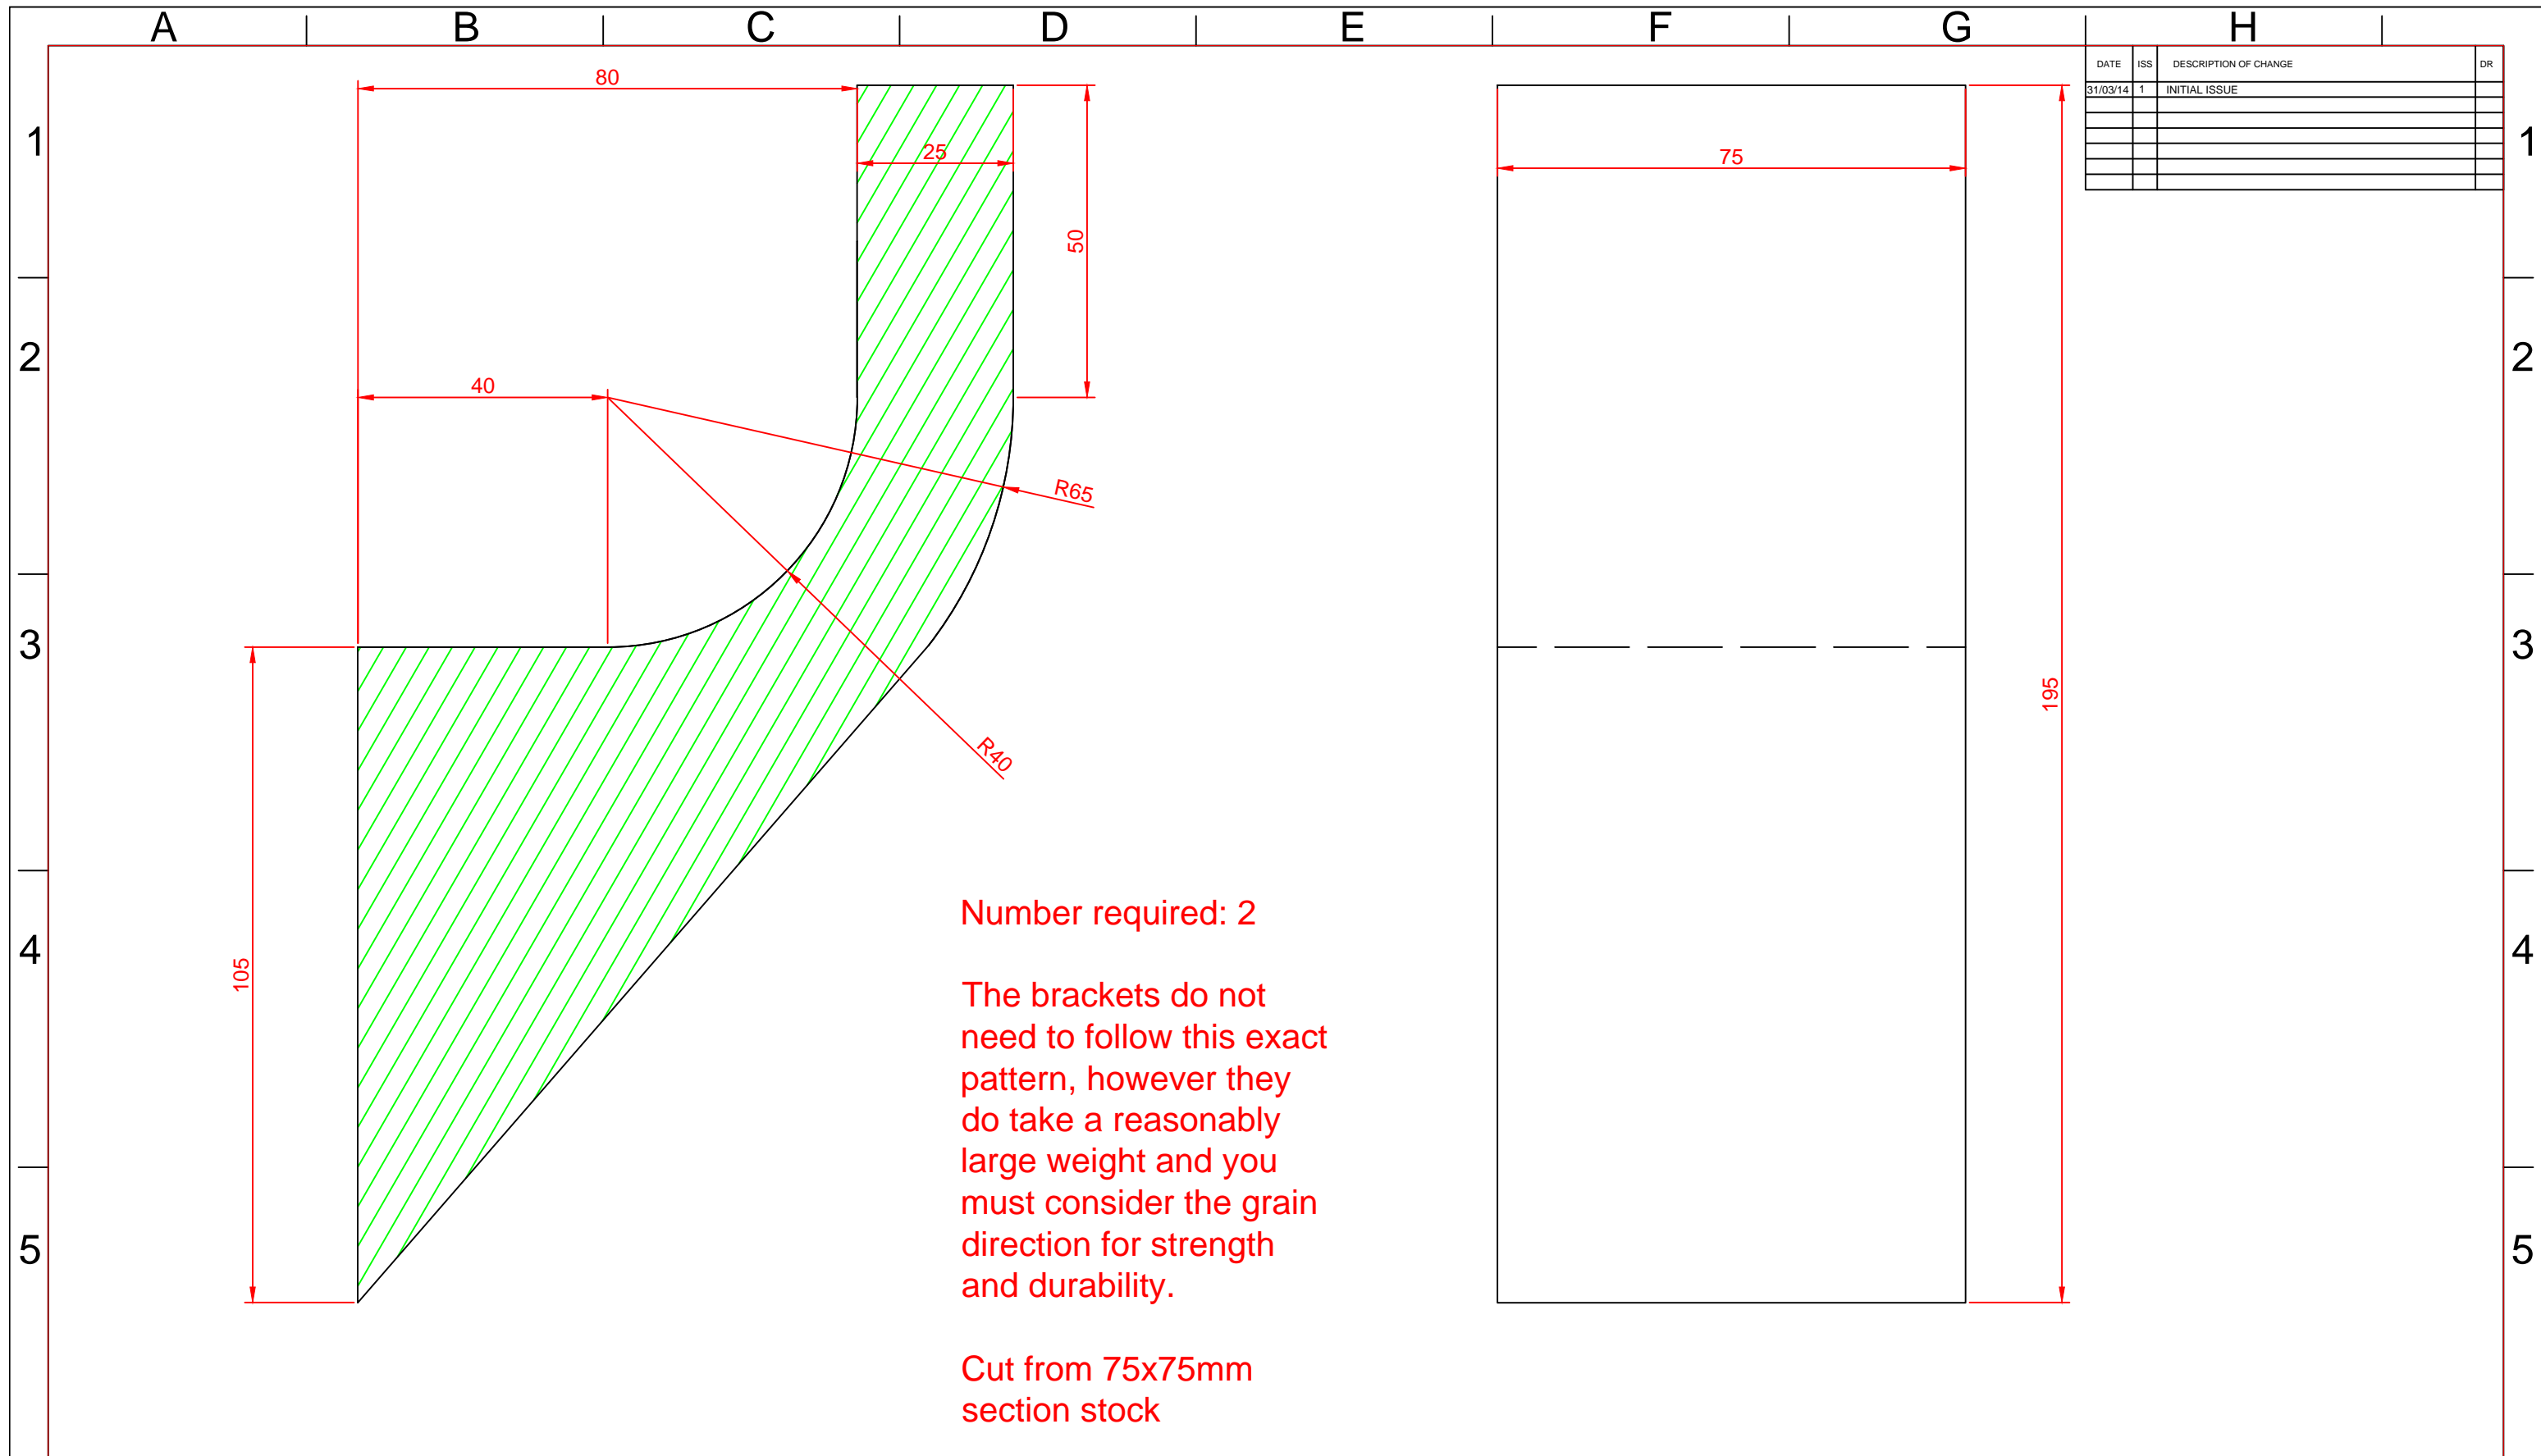 A B C D E F G H
DATE ISS DESCRIPTION OF CHANGE DR
31/03/14 1 INITIAL ISSUE
80
1 1
25
75
50
2 2
40
R65
3 3
195
R40
Number required: 2
4 4
105
The brackets do not
need to follow this exact
pattern, however they
do take a reasonably
large weight and you
must consider the grain
direction for strength
and durability.
5 5
Cut from 75x75mm
section stock